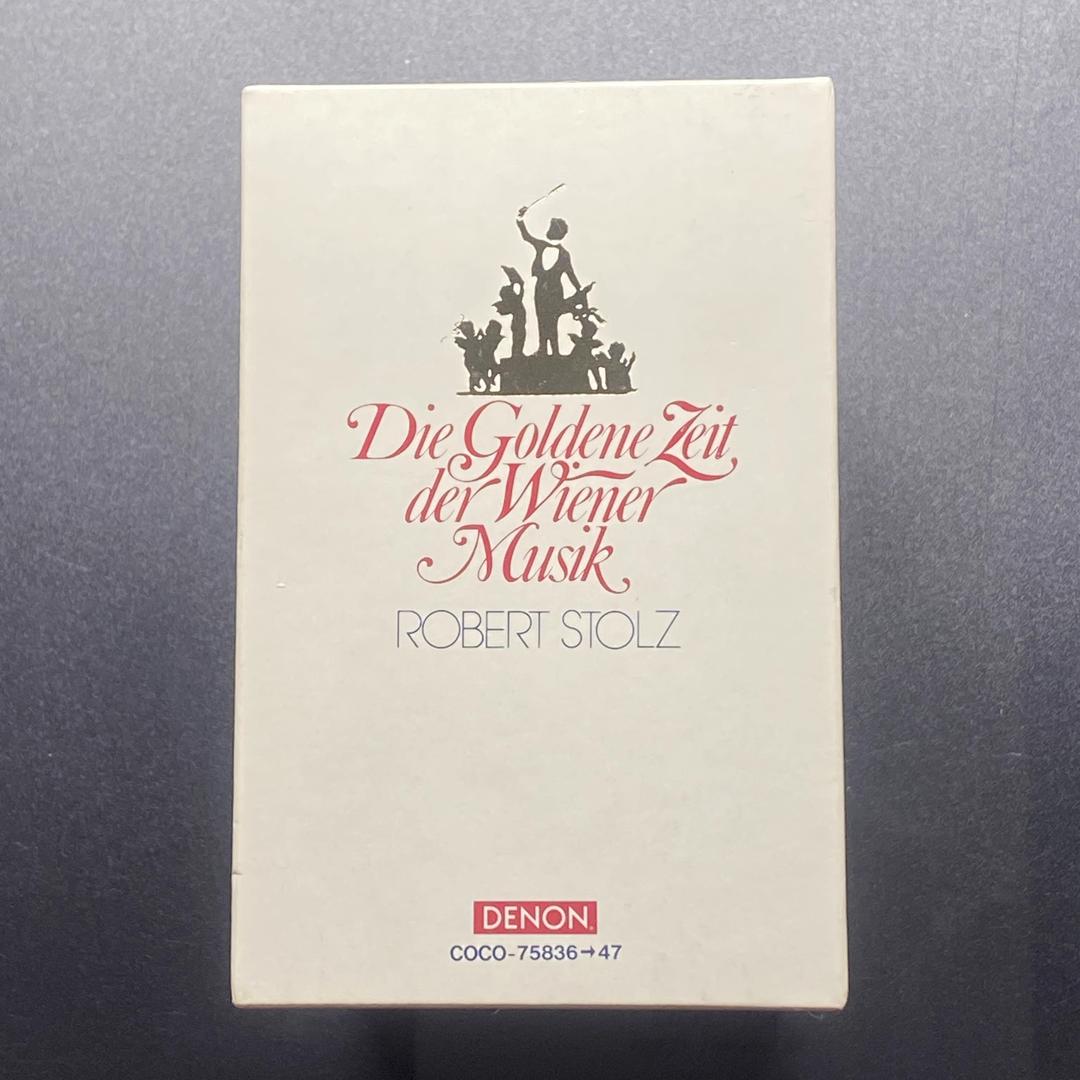 Die Goldene Zeit
der Wiener
Musik
ROBERT STOLZ
DENON
COCO-75836→47